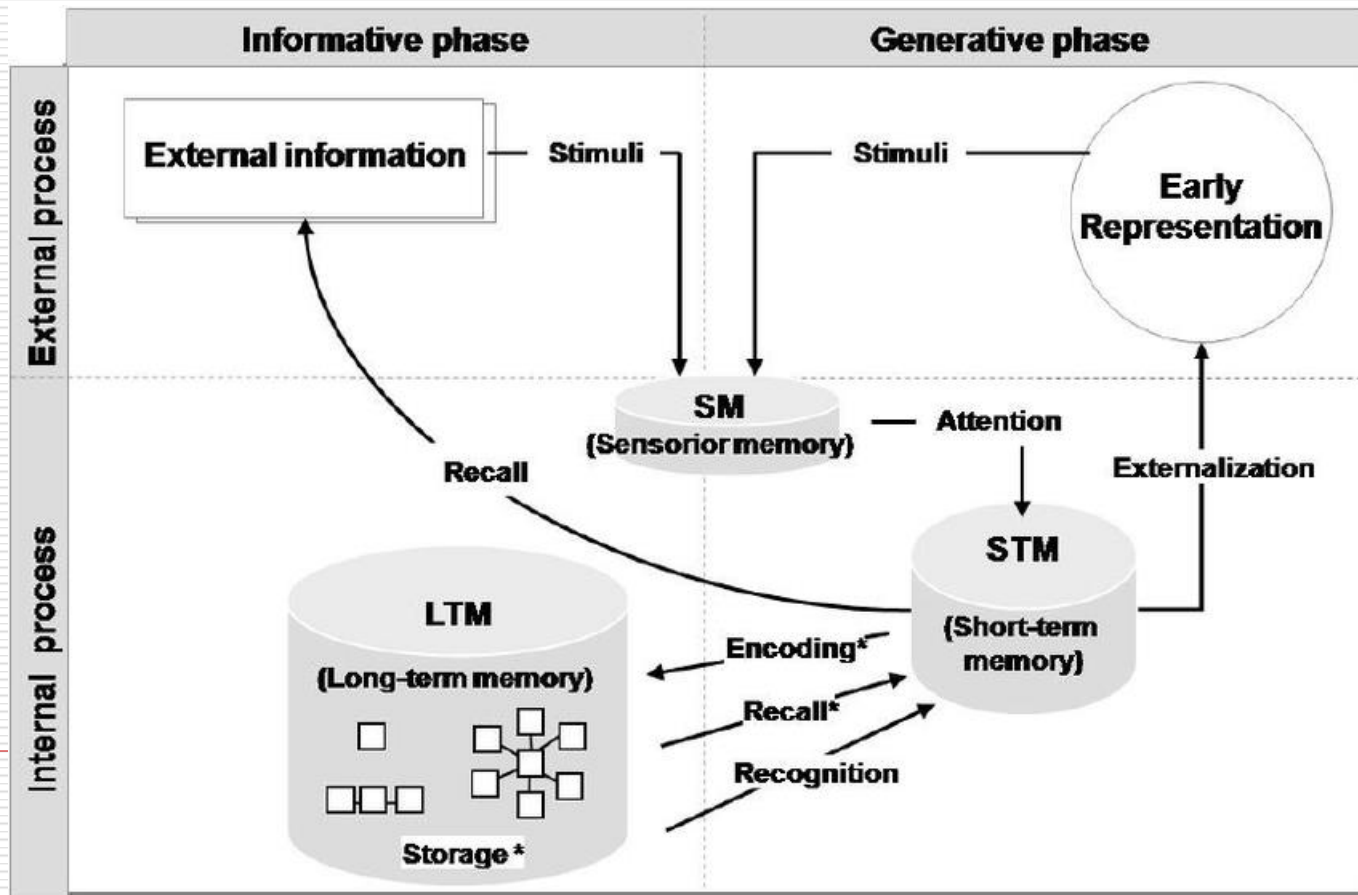 Informative phase
Generative phase
External process
External information
Stimuli
Stimuli
Early
Representation
SM
(Sensorior memory)
Attention
Externalization
Recall
STM
(Short-term
memory)
Internal process
LTM
(Long-term memory)
Encoding*
Recall*
Recognition
Storage *